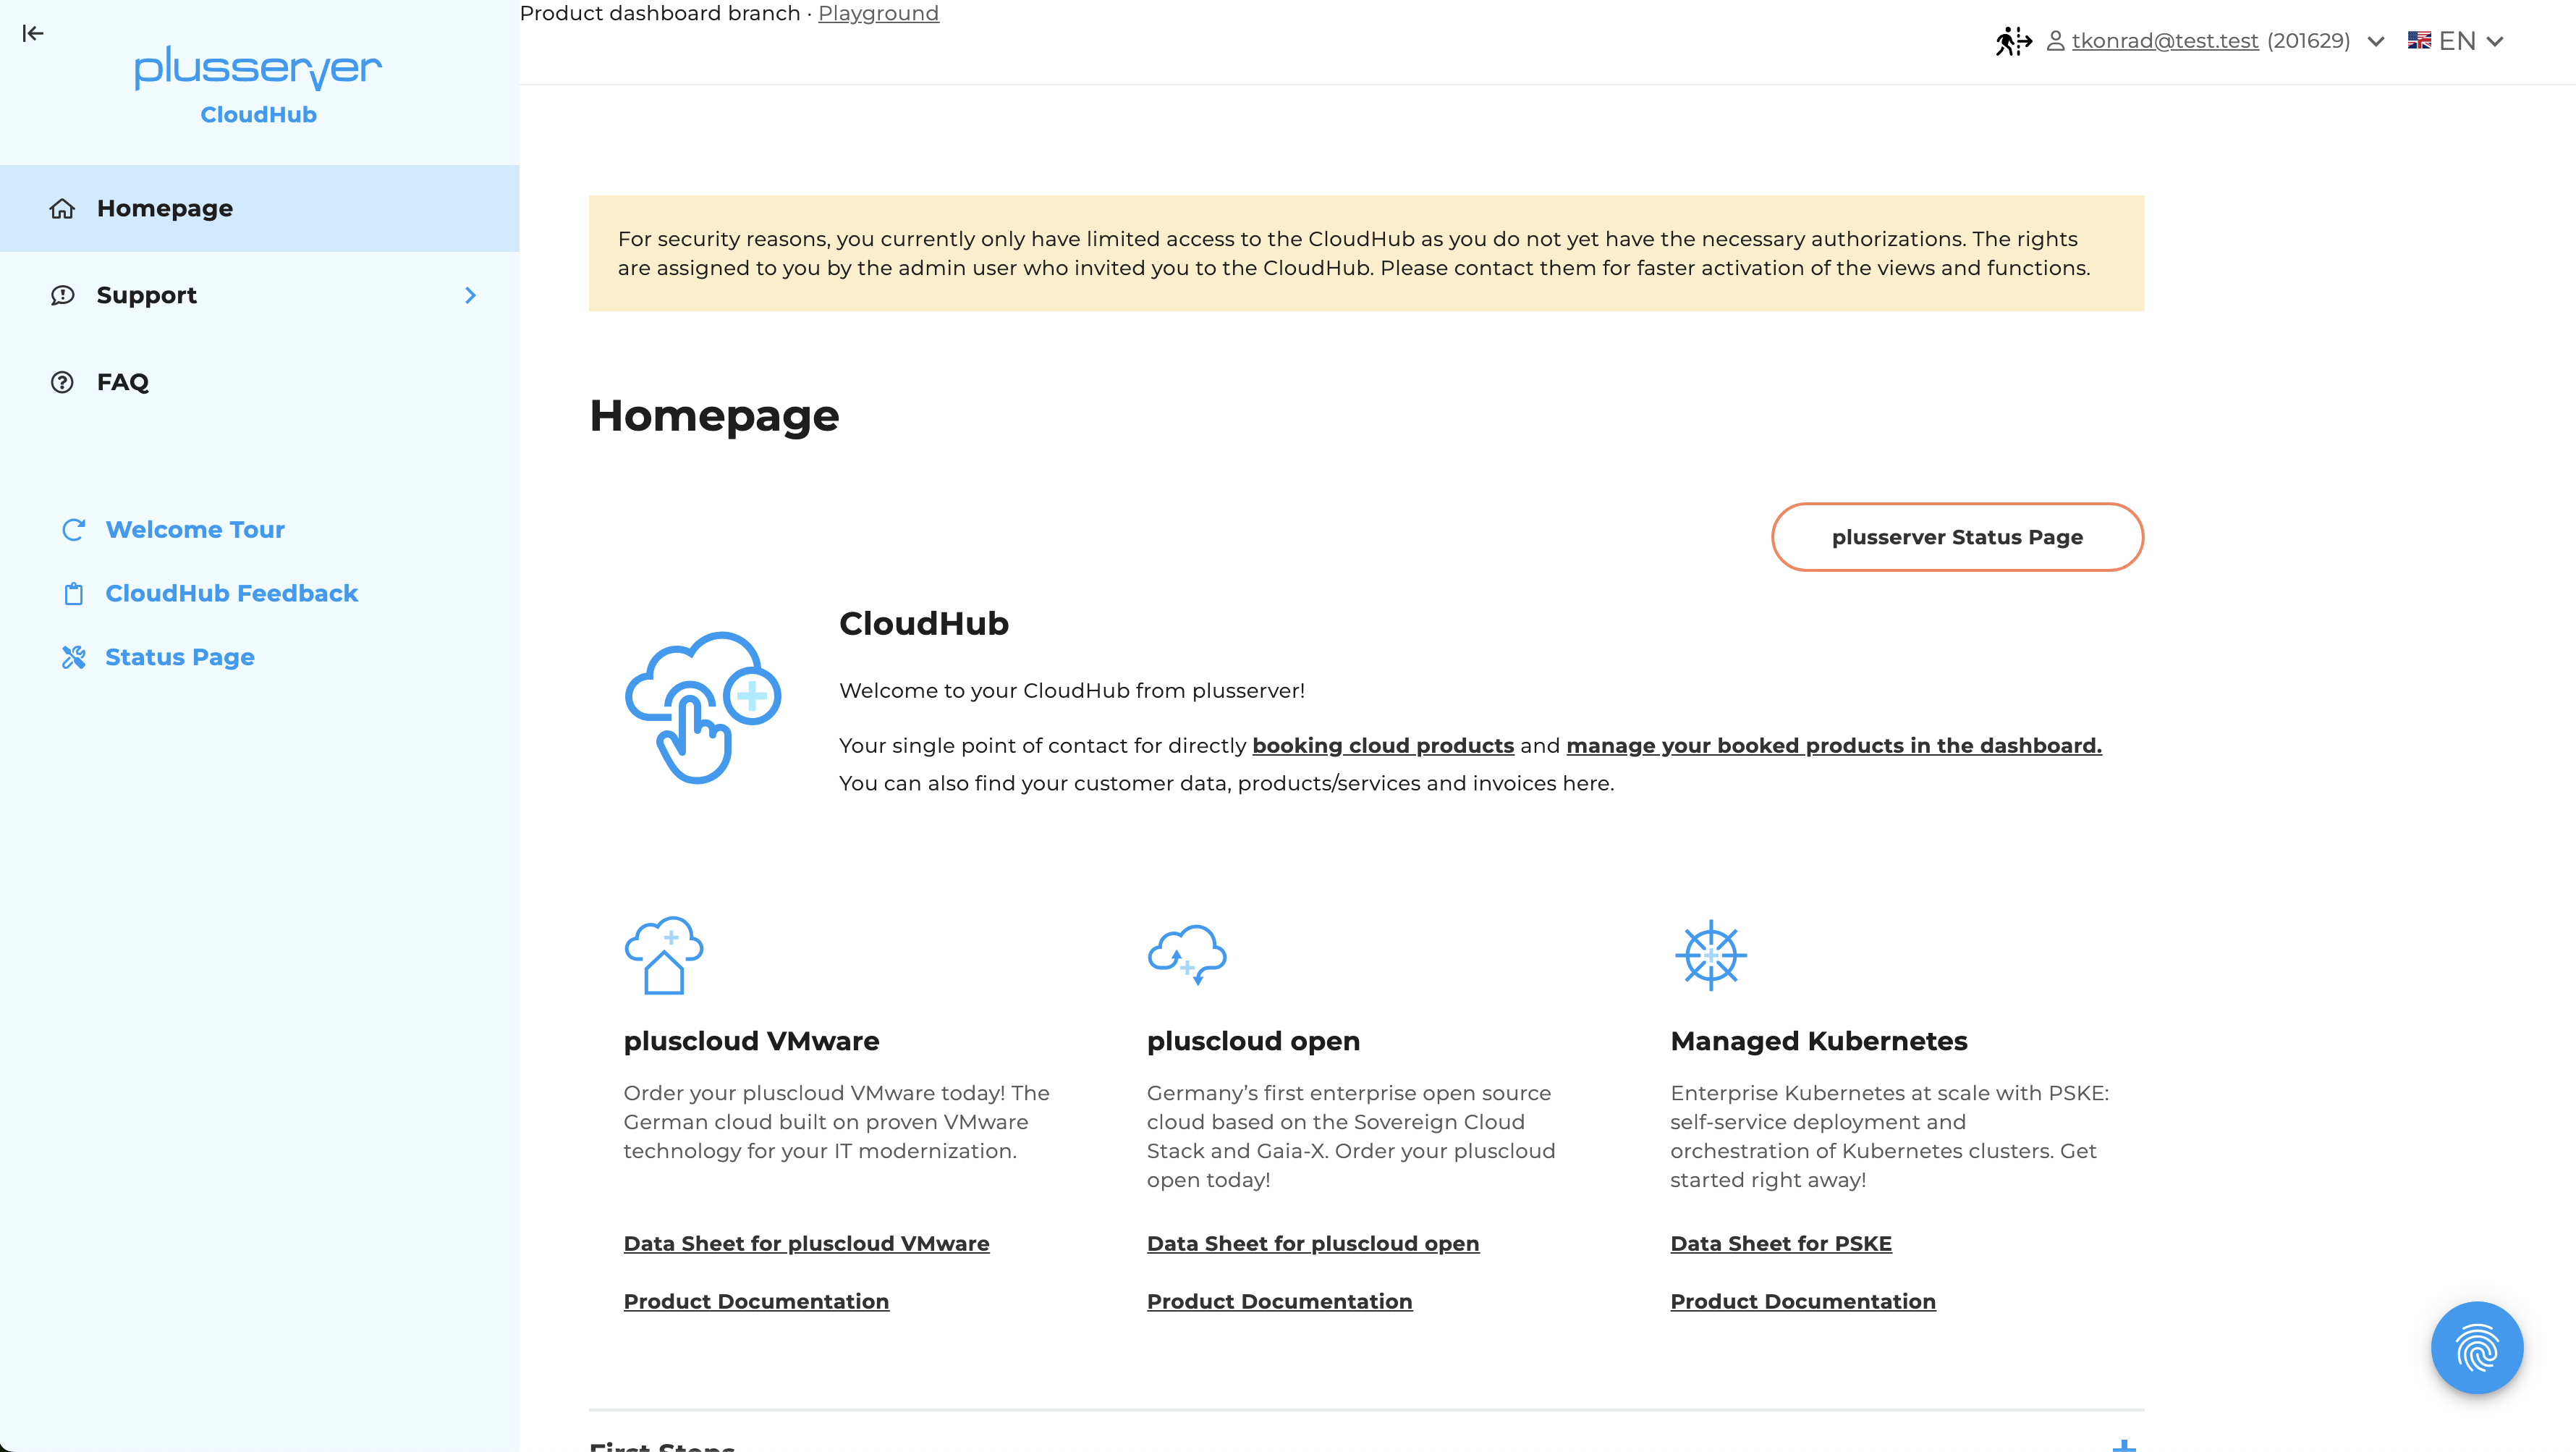 Product dashboard branch · Playground
tkonrad@test.test (201629)
EN
plusserver
CloudHub
Homepage
Support
FAQ
Welcome Tour
CloudHub Feedback
Status Page
For security reasons, you currently only have limited access to the CloudHub as you do not yet have the necessary authorizations. The rights
are assigned to you by the admin user who invited you to the CloudHub. Please contact them for faster activation of the views and functions.
Homepage
plusserver Status Page
CloudHub
Welcome to your CloudHub from plusserver!
Your single point of contact for directly booking cloud products and manage your booked products in the dashboard.
You can also find your customer data, products/services and invoices here.
pluscloud VMware
Order your pluscloud VMware today! The
German cloud built on proven VMware
technology for your IT modernization.
Data Sheet for pluscloud VMware
Product Documentation
pluscloud open
Germany’s first enterprise open source
cloud based on the Sovereign Cloud
Stack and Gaia-X. Order your pluscloud
open today!
Data Sheet for pluscloud open
Product Documentation
Managed Kubernetes
Enterprise Kubernetes at scale with PSKE:
self-service deployment and
orchestration of Kubernetes clusters. Get
started right away!
Data Sheet for PSKE
Product Documentation
First Steps